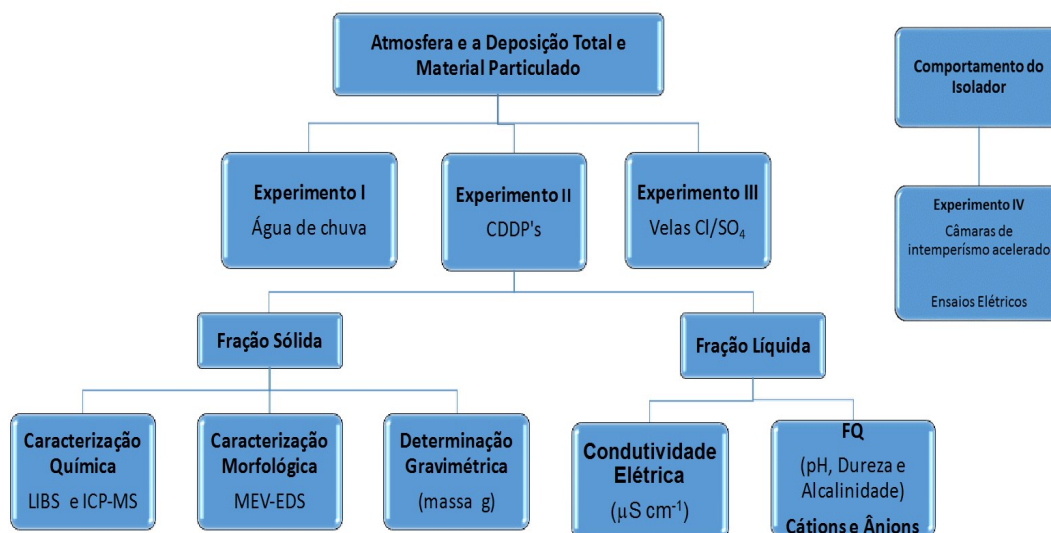 Atmosfera e a Deposição Total e
Material Particulado
Comportamento do
Isolador
Experimento I
Água de chuva
Experimento II
CDDP's
Experimento III
Velas Cl/SO₄
Experimento IV
Câmaras de
intemperísmo acelerado
Ensaios Elétricos
Fração Sólida
Fração Líquida
Caracterização
Química
LIBS e ICP-MS
Caracterização
Morfológica
MEV-EDS
Determinação
Gravimétrica
(massa g)
Condutividade
Elétrica
(µS cm⁻¹)
FQ
(pH, Dureza e
Alcalinidade)
Cátions e Ânions